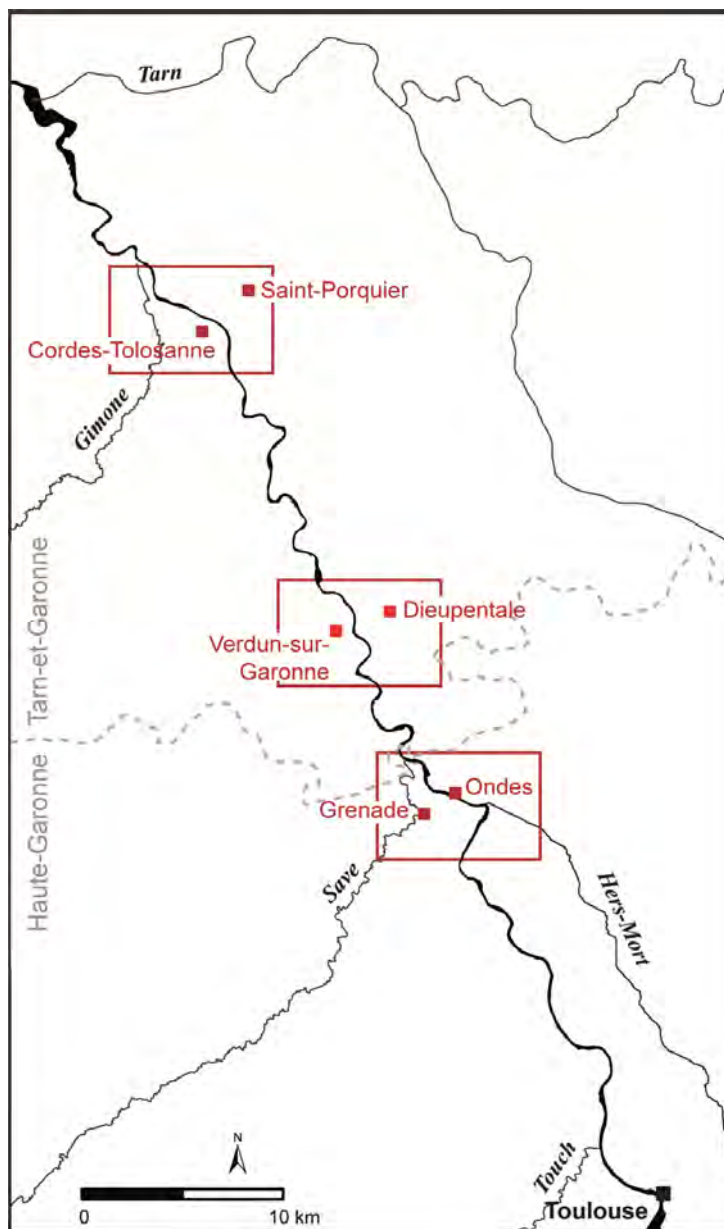 Tarn
Saint-Porquier
Cordes-Tolosanne
Gimone
Tarn-et-Garonne
Dieupentale
Verdun-sur-
Garonne
Haute-Garonne
Ondes
Grenade
Save
Hers-Mort
N
Touch
Toulouse
0 10 km